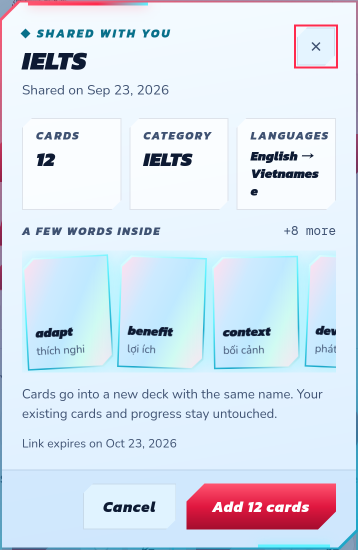 ◆ SHARED WITH YOU
IELTS
Shared on Sep 23, 2026
CARDS
12
CATEGORY
IELTS
LANGUAGES
English →
Vietnames
e
A FEW WORDS INSIDE
+8 more
adapt
thích nghi
benefit
lợi ích
context
bối cảnh
dev
phát
Cards go into a new deck with the same name. Your
existing cards and progress stay untouched.
Link expires on Oct 23, 2026
Cancel
Add 12 cards